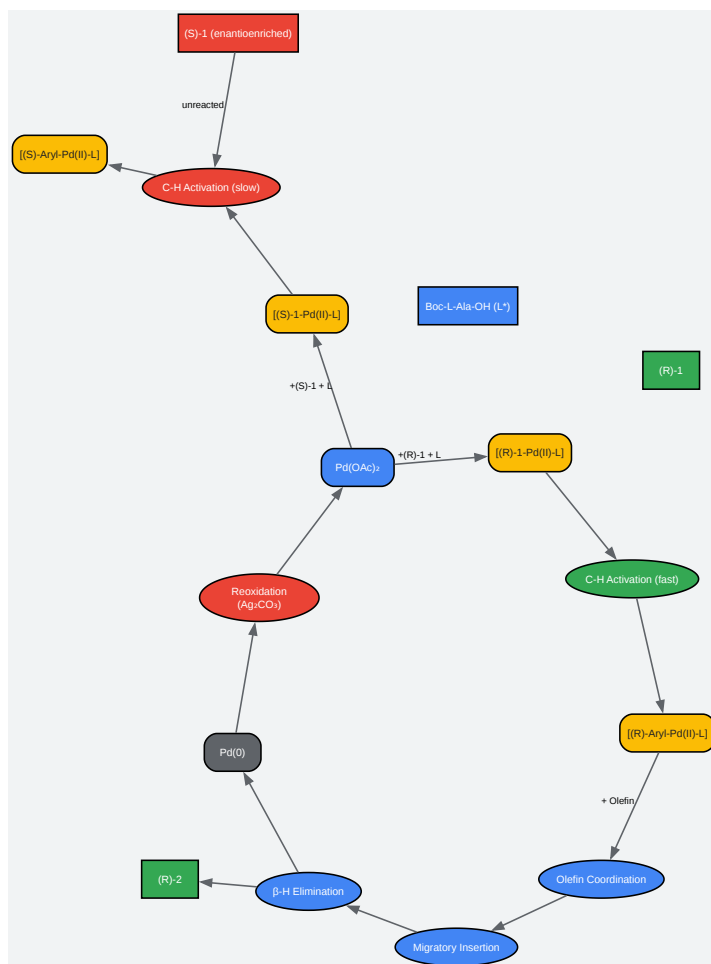 (S)-1 (enantioenriched)
unreacted
[(S)-Aryl-Pd(II)-L]
C-H Activation (slow)
[(S)-1-Pd(II)-L]
Boc-L-Ala-OH (L*)
(R)-1
+(S)-1 + L
Pd(OAc)₂
+(R)-1 + L
[(R)-1-Pd(II)-L]
C-H Activation (fast)
Reoxidation
(Ag₂CO₃)
[(R)-Aryl-Pd(II)-L]
Pd(0)
+ Olefin
(R)-2
β-H Elimination
Olefin Coordination
Migratory Insertion